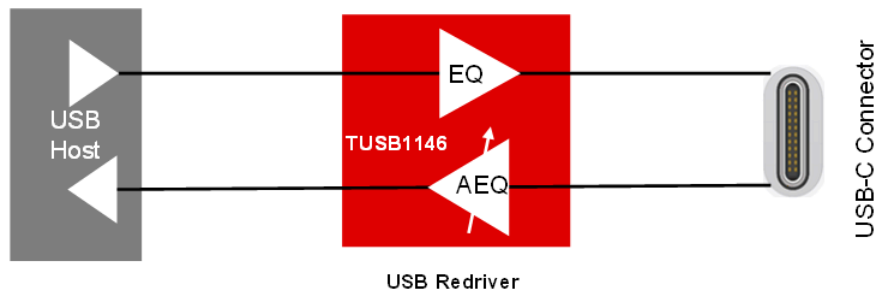 USB
Host
EQ
TUSB1146
AEQ
USB-C Connector
USB Redriver